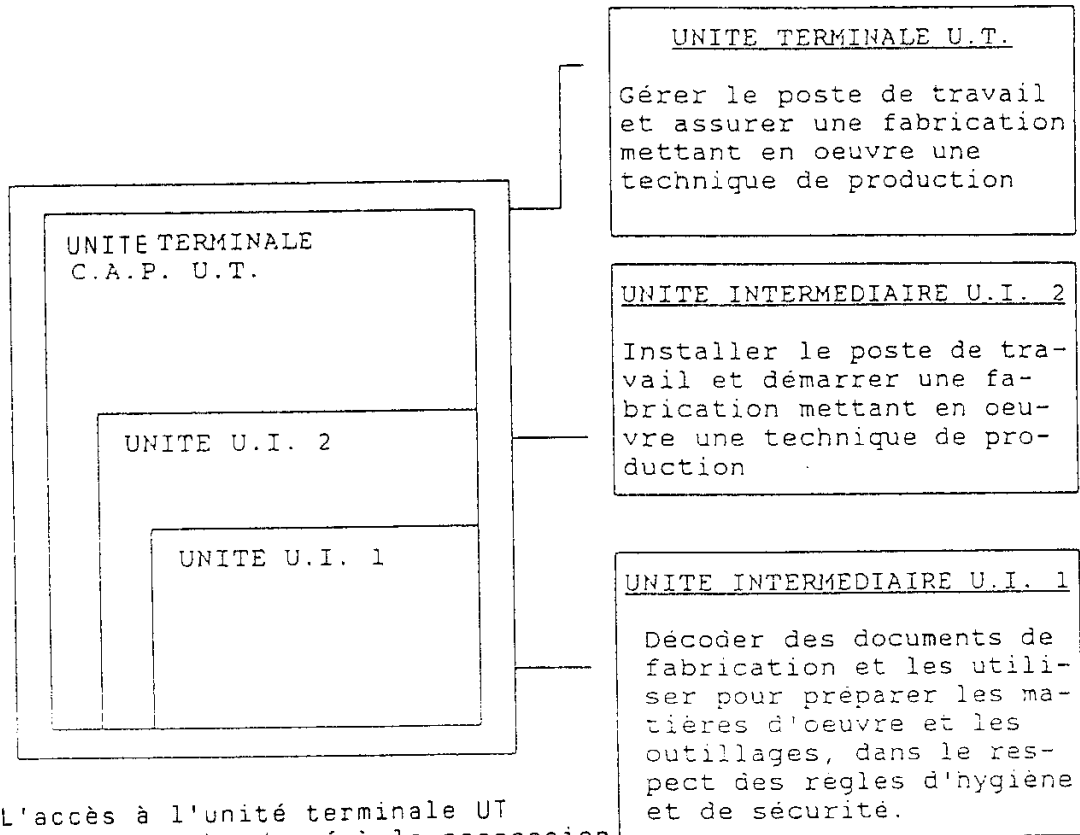 UNITE TERMINALE U.T.
Gérer le poste de travail
et assurer une fabrication
mettant en oeuvre une
technique de production
UNITE TERMINALE
C.A.P. U.T.
UNITE INTERMEDIAIRE U.I. 2
Installer le poste de tra-
vail et démarrer une fa-
brication mettant en oeu-
vre une technique de pro-
duction
UNITE U.I. 2
UNITE U.I. 1
UNITE INTERMEDIAIRE U.I. 1
Décoder des documents de
fabrication et les utili-
ser pour préparer les ma-
tières d'oeuvre et les
outillages, dans le res-
pect des règles d'hygiène
et de sécurité.
L'accès à l'unité terminale UT
à la possession